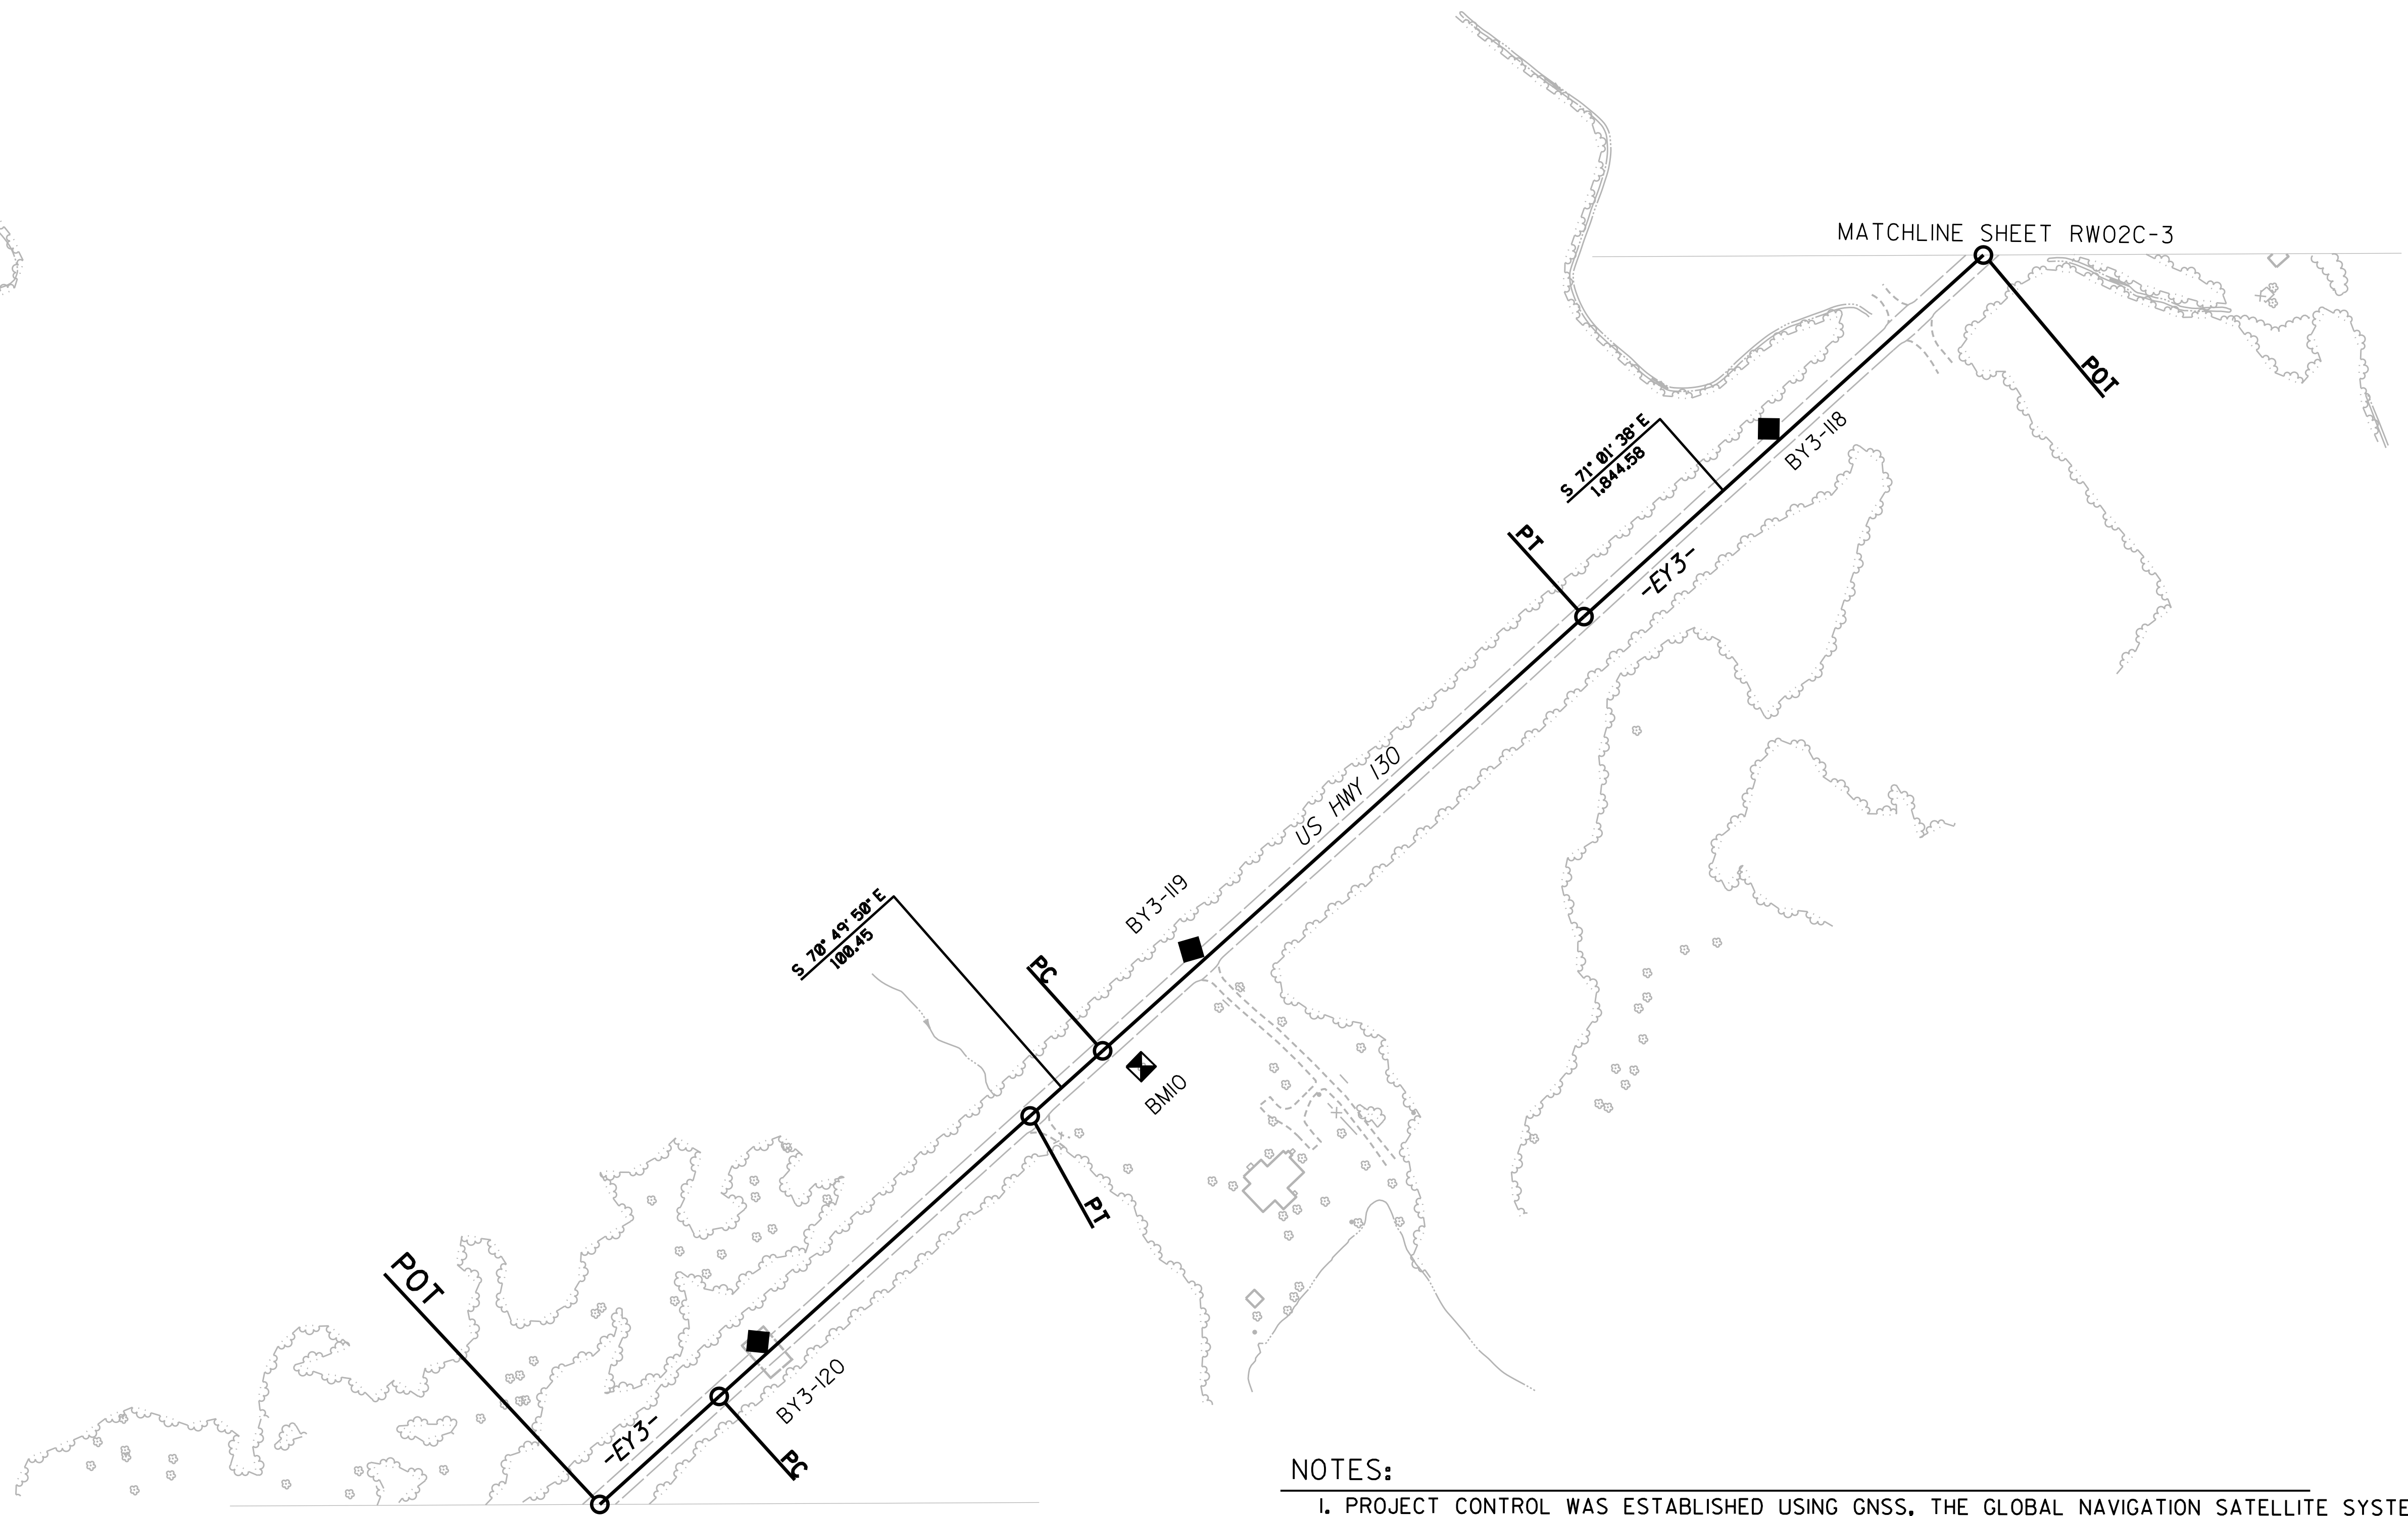 MATCHLINE SHEET RW02C-3
POT
BY3-118
S 71° 01' 38" E
1,844.58
PT
-EY3-
US HWY 130
BY3-119
S 70° 49' 50" E
100.45
PC
BM10
PT
POT
BY3-120
-EY3-
PC
NOTES:
1. PROJECT CONTROL WAS ESTABLISHED USING GNSS, THE GLOBAL NAVIGATION SATELLITE SYSTE